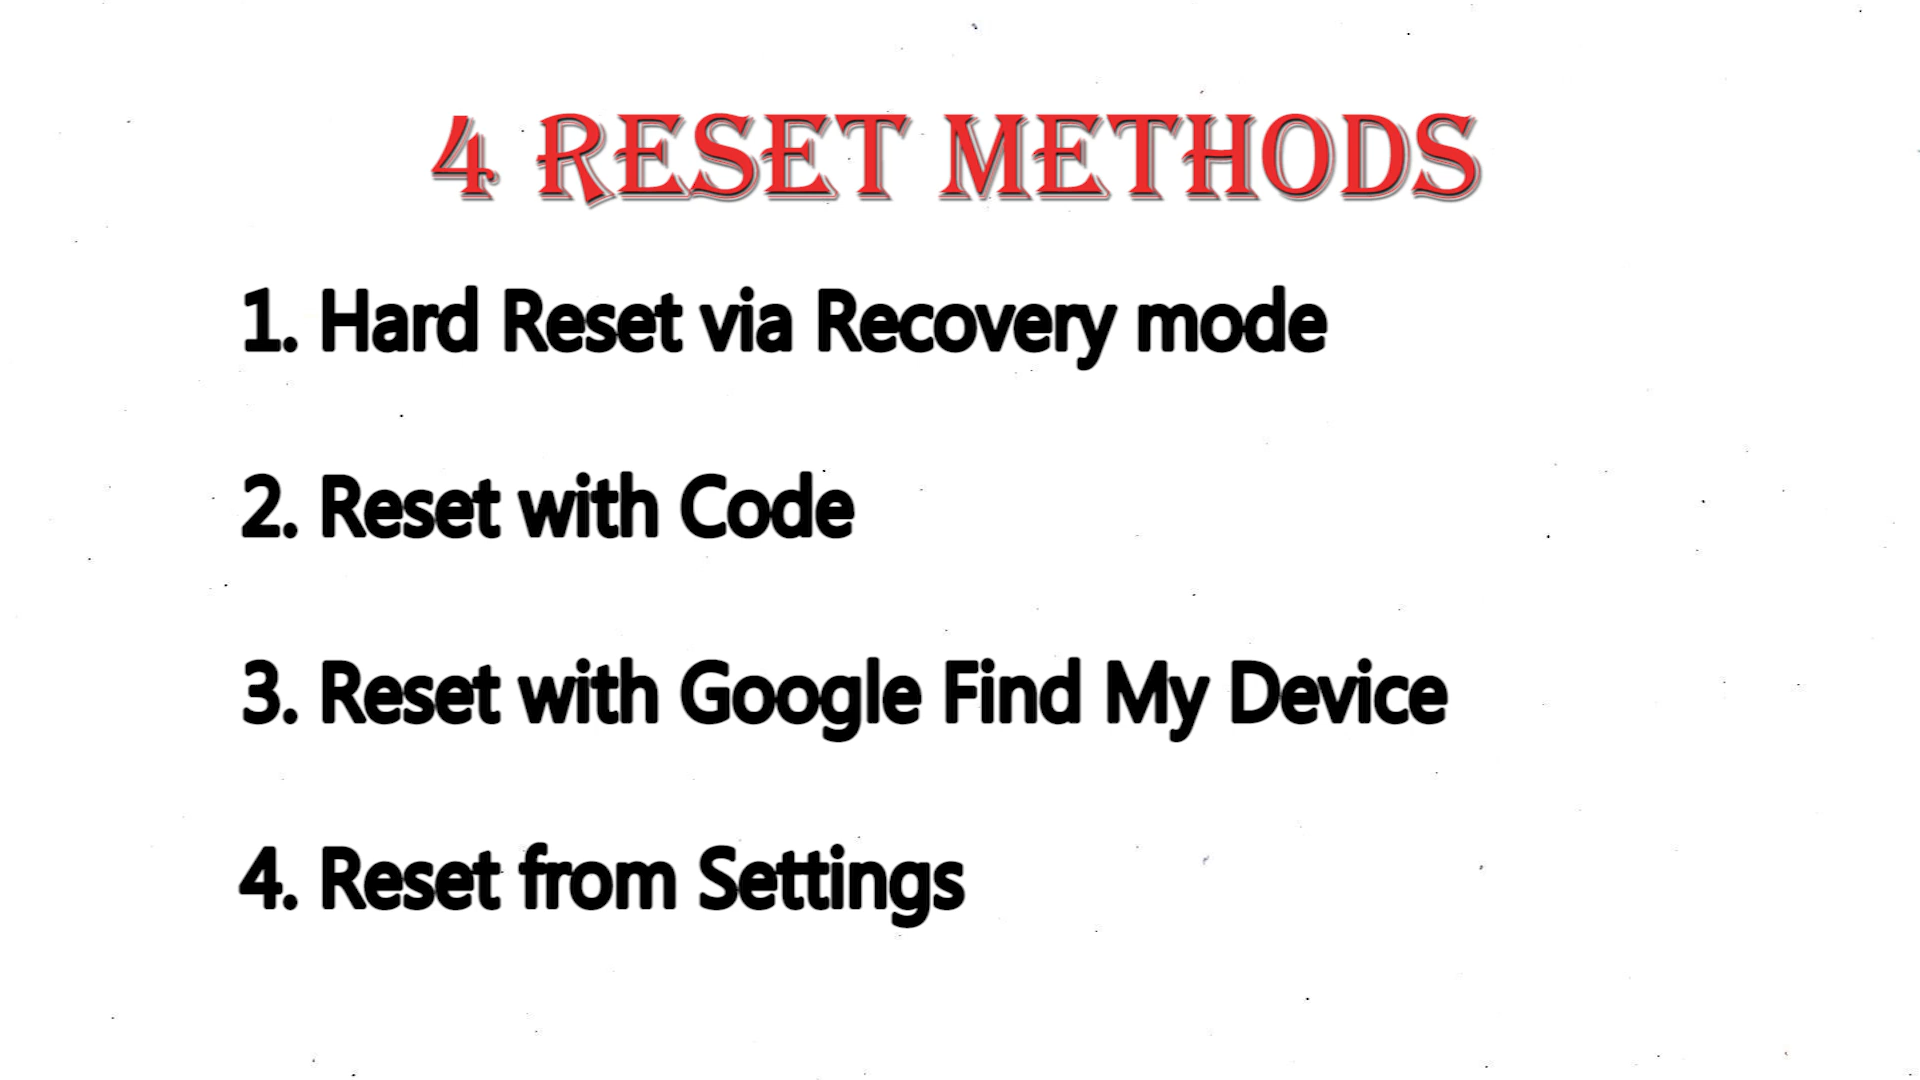 4 RESET METHODS
1. Hard Reset via Recovery mode
2. Reset with Code
3. Reset with Google Find My Device
4. Reset from Settings